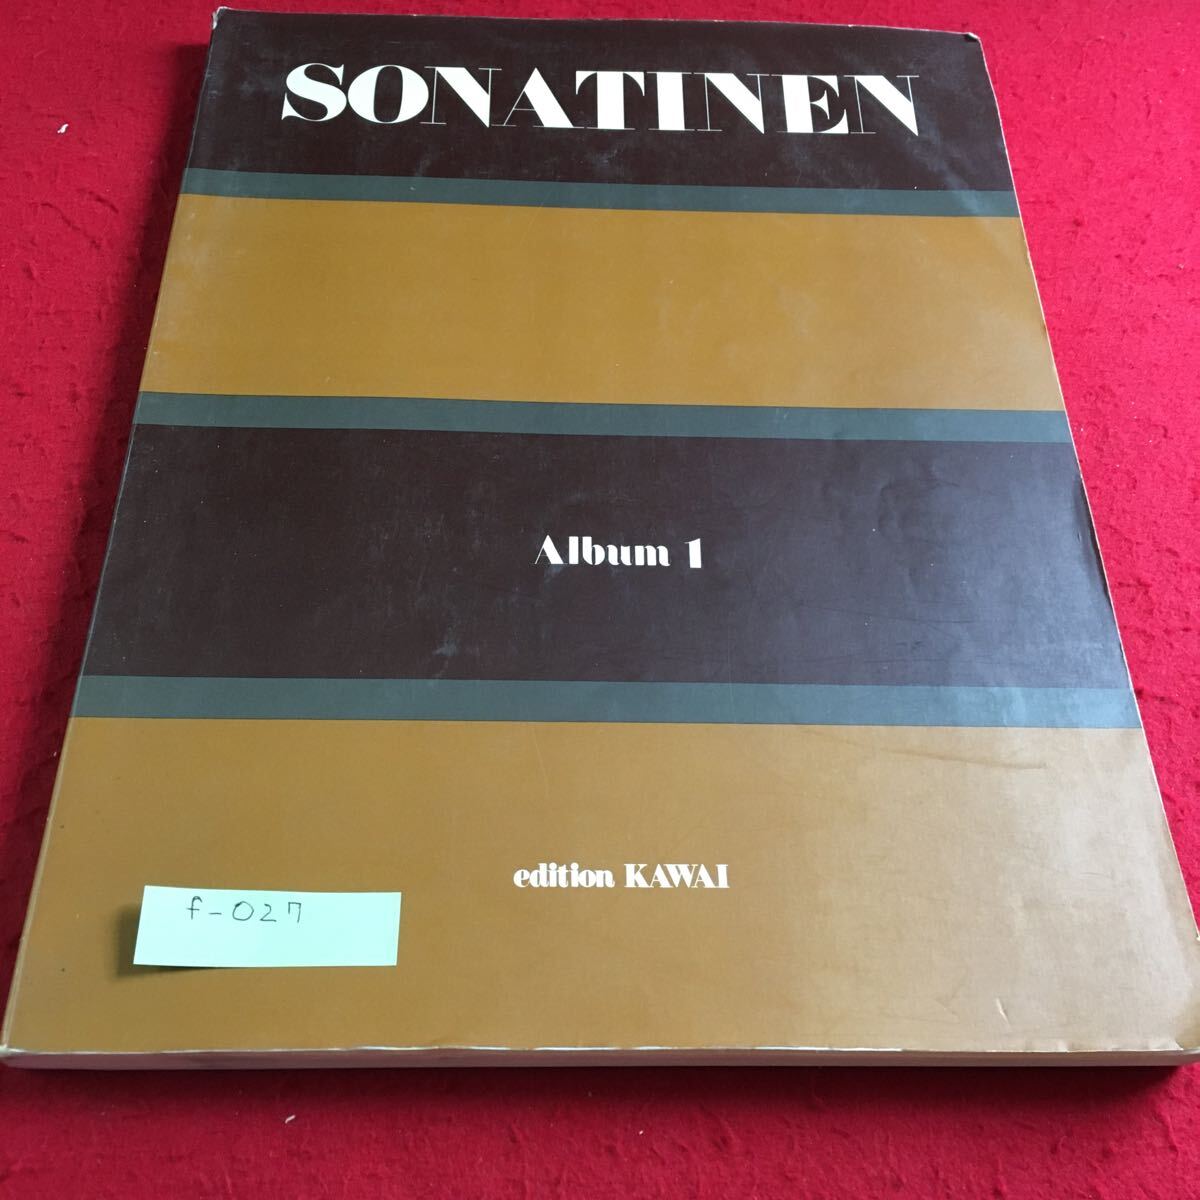 SONATINEN
Album 1
edition KAWAI
f-027